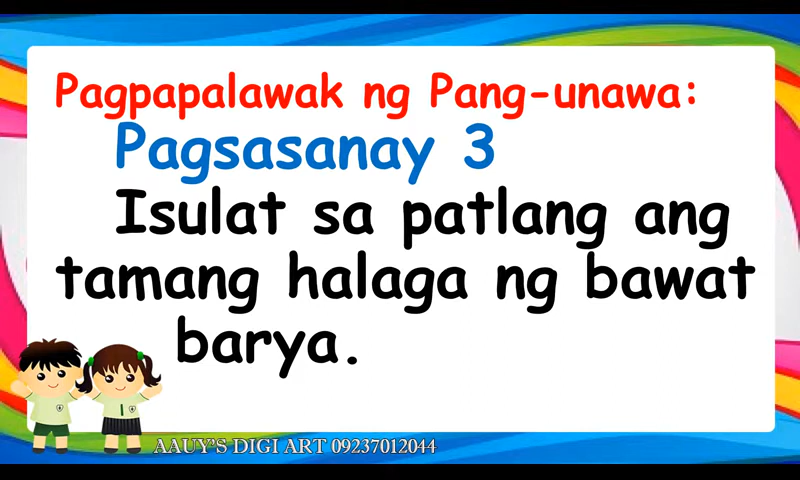 Pagpapalawak ng Pang-unawa:
Pagsasanay 3
Isulat sa patlang ang
tamang halaga ng bawat
barya.
AAUY'S DIGI ART 09237012044